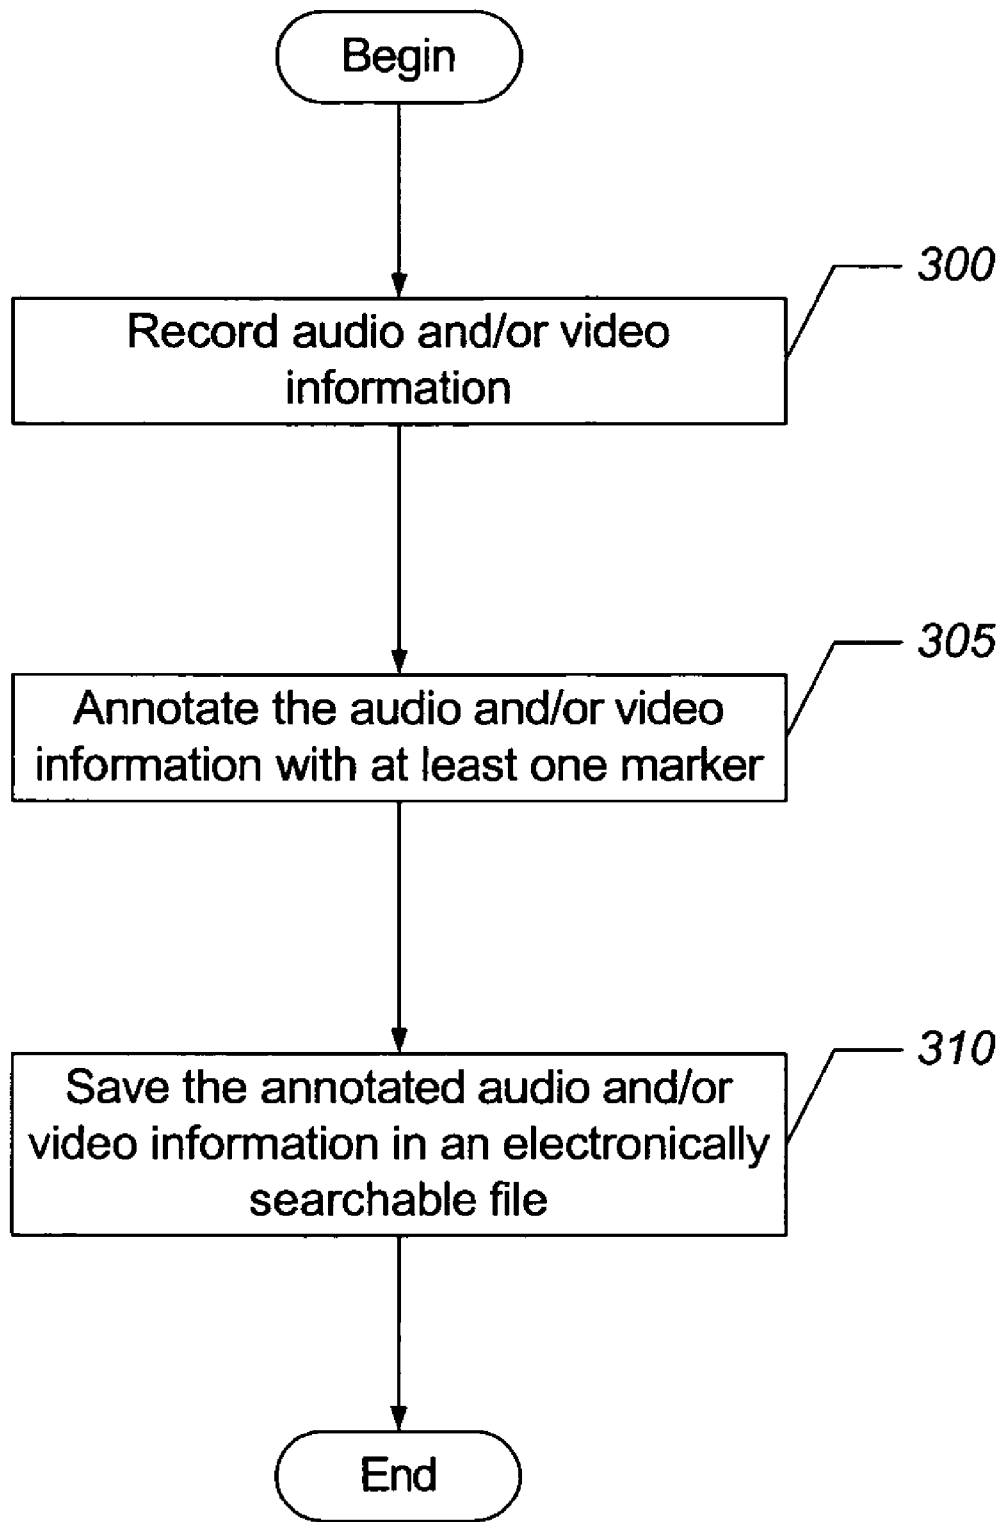 Begin
300
Record audio and/or video
information
305
Annotate the audio and/or video
information with at least one marker
310
Save the annotated audio and/or
video information in an electronically
searchable file
End